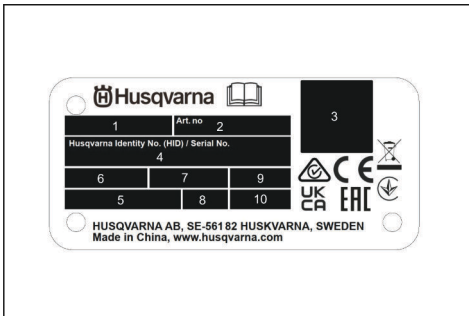 Husqvarna
1
Art. no
2
3
Husqvarna Identity No. (HID) / Serial No.
4
6
7
9
5
8
10
CE
UK
CA
EAC
HUSQVARNA AB, SE-561 82 HUSKVARNA, SWEDEN
Made in China, www.husqvarna.com